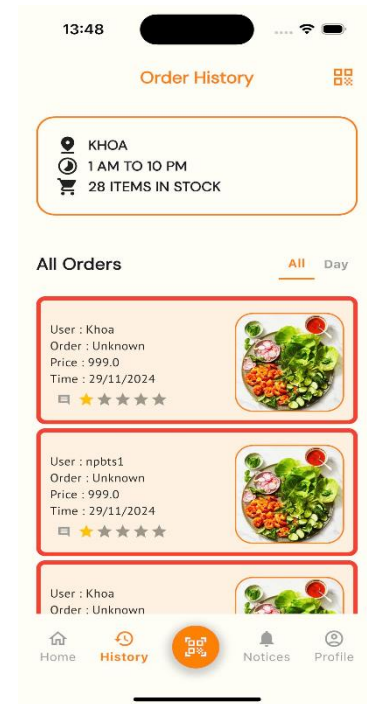 13:48
Order History
KHOA
1 AM TO 10 PM
28 ITEMS IN STOCK
All Orders
All Day
User : Khoa
Order : Unknown
Price : 999.0
Time : 29/11/2024
User : npbts1
Order : Unknown
Price : 999.0
Time : 29/11/2024
User : Khoa
Order : Unknown
Home History Notices Profile